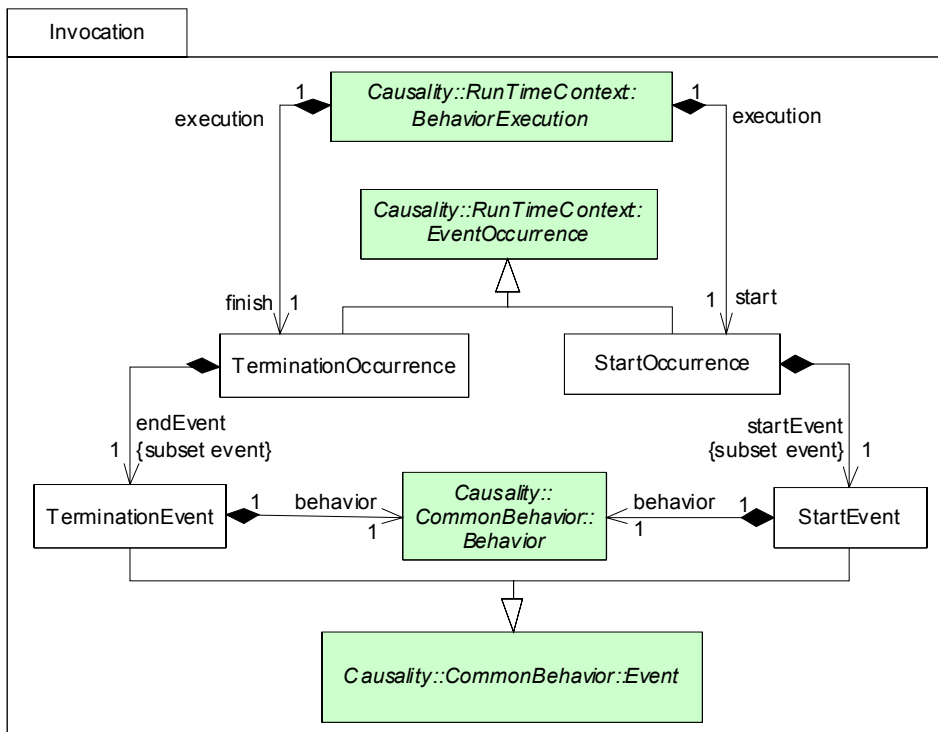 Invocation
1
Causality::RunTimeContext:
BehaviorExecution
1
execution
execution
Causality::RunTimeContext:
EventOccurrence
finish
1
1
start
TerminationOccurrence
StartOccurrence
endEvent
1
{subset event}
startEvent
{subset event}
1
TerminationEvent
1
behavior
1
Causality::
CommonBehavior::
Behavior
behavior
1
1
StartEvent
Causality::CommonBehavior::Event